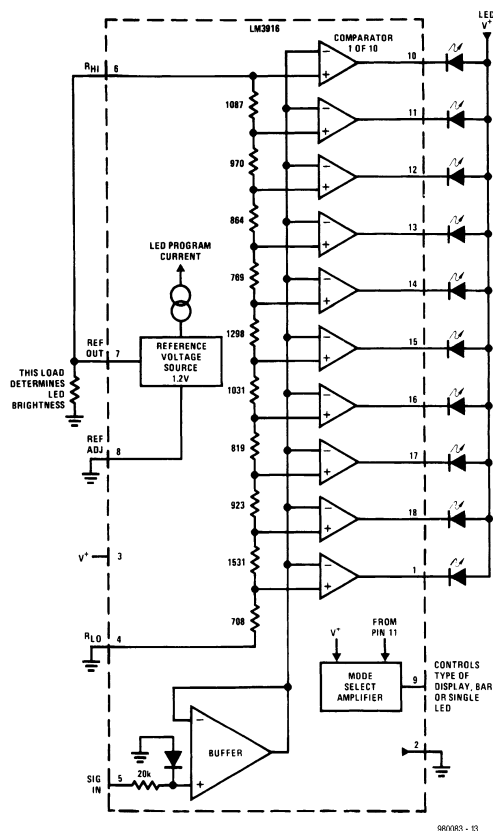 LED
V+
LM3916
COMPARATOR
1 OF 10
RHI
6
10
1087
11
970
12
864
13
LED PROGRAM
CURRENT
769
14
1298
REF
OUT
7
REFERENCE
VOLTAGE
SOURCE
1.2V
15
THIS LOAD
DETERMINES
LED
BRIGHTNESS
1031
16
REF
ADJ
8
819
17
923
18
V+
3
1531
1
708
RLO
4
V+
FROM
PIN 11
MODE
SELECT
AMPLIFIER
9
CONTROLS
TYPE OF
DISPLAY, BAR
OR SINGLE
LED
BUFFER
2
SIG
IN
5
20k
980083 - 13